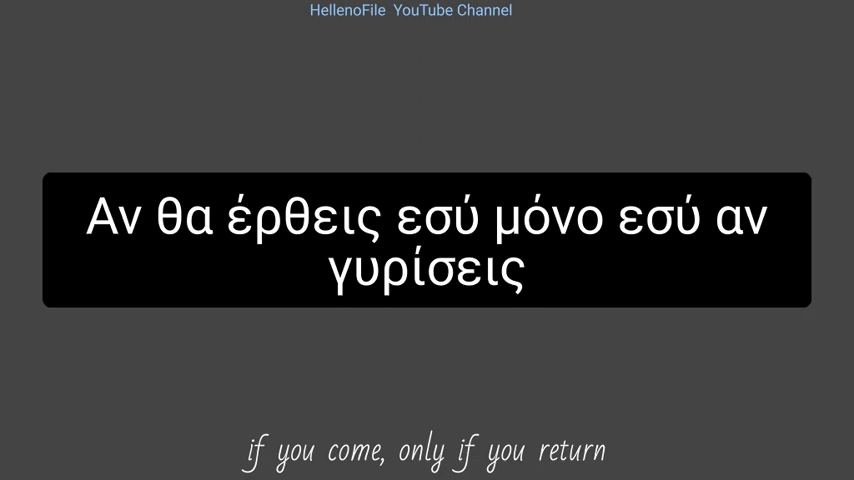 HellenoFile YouTube Channel
Αν θα έρθεις εσύ μόνο εσύ αν
γυρίσεις
if you come, only if you return